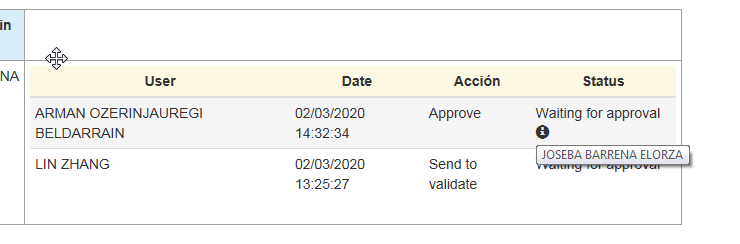 in
NA
User Date Acción Status
ARMAN OZERINJAUREGI 02/03/2020 Approve Waiting for approval
BELDARRAIN 14:32:34
JOSEBA BARRENA ELORZA
LIN ZHANG 02/03/2020 Send to Waiting for approval
13:25:27 validate